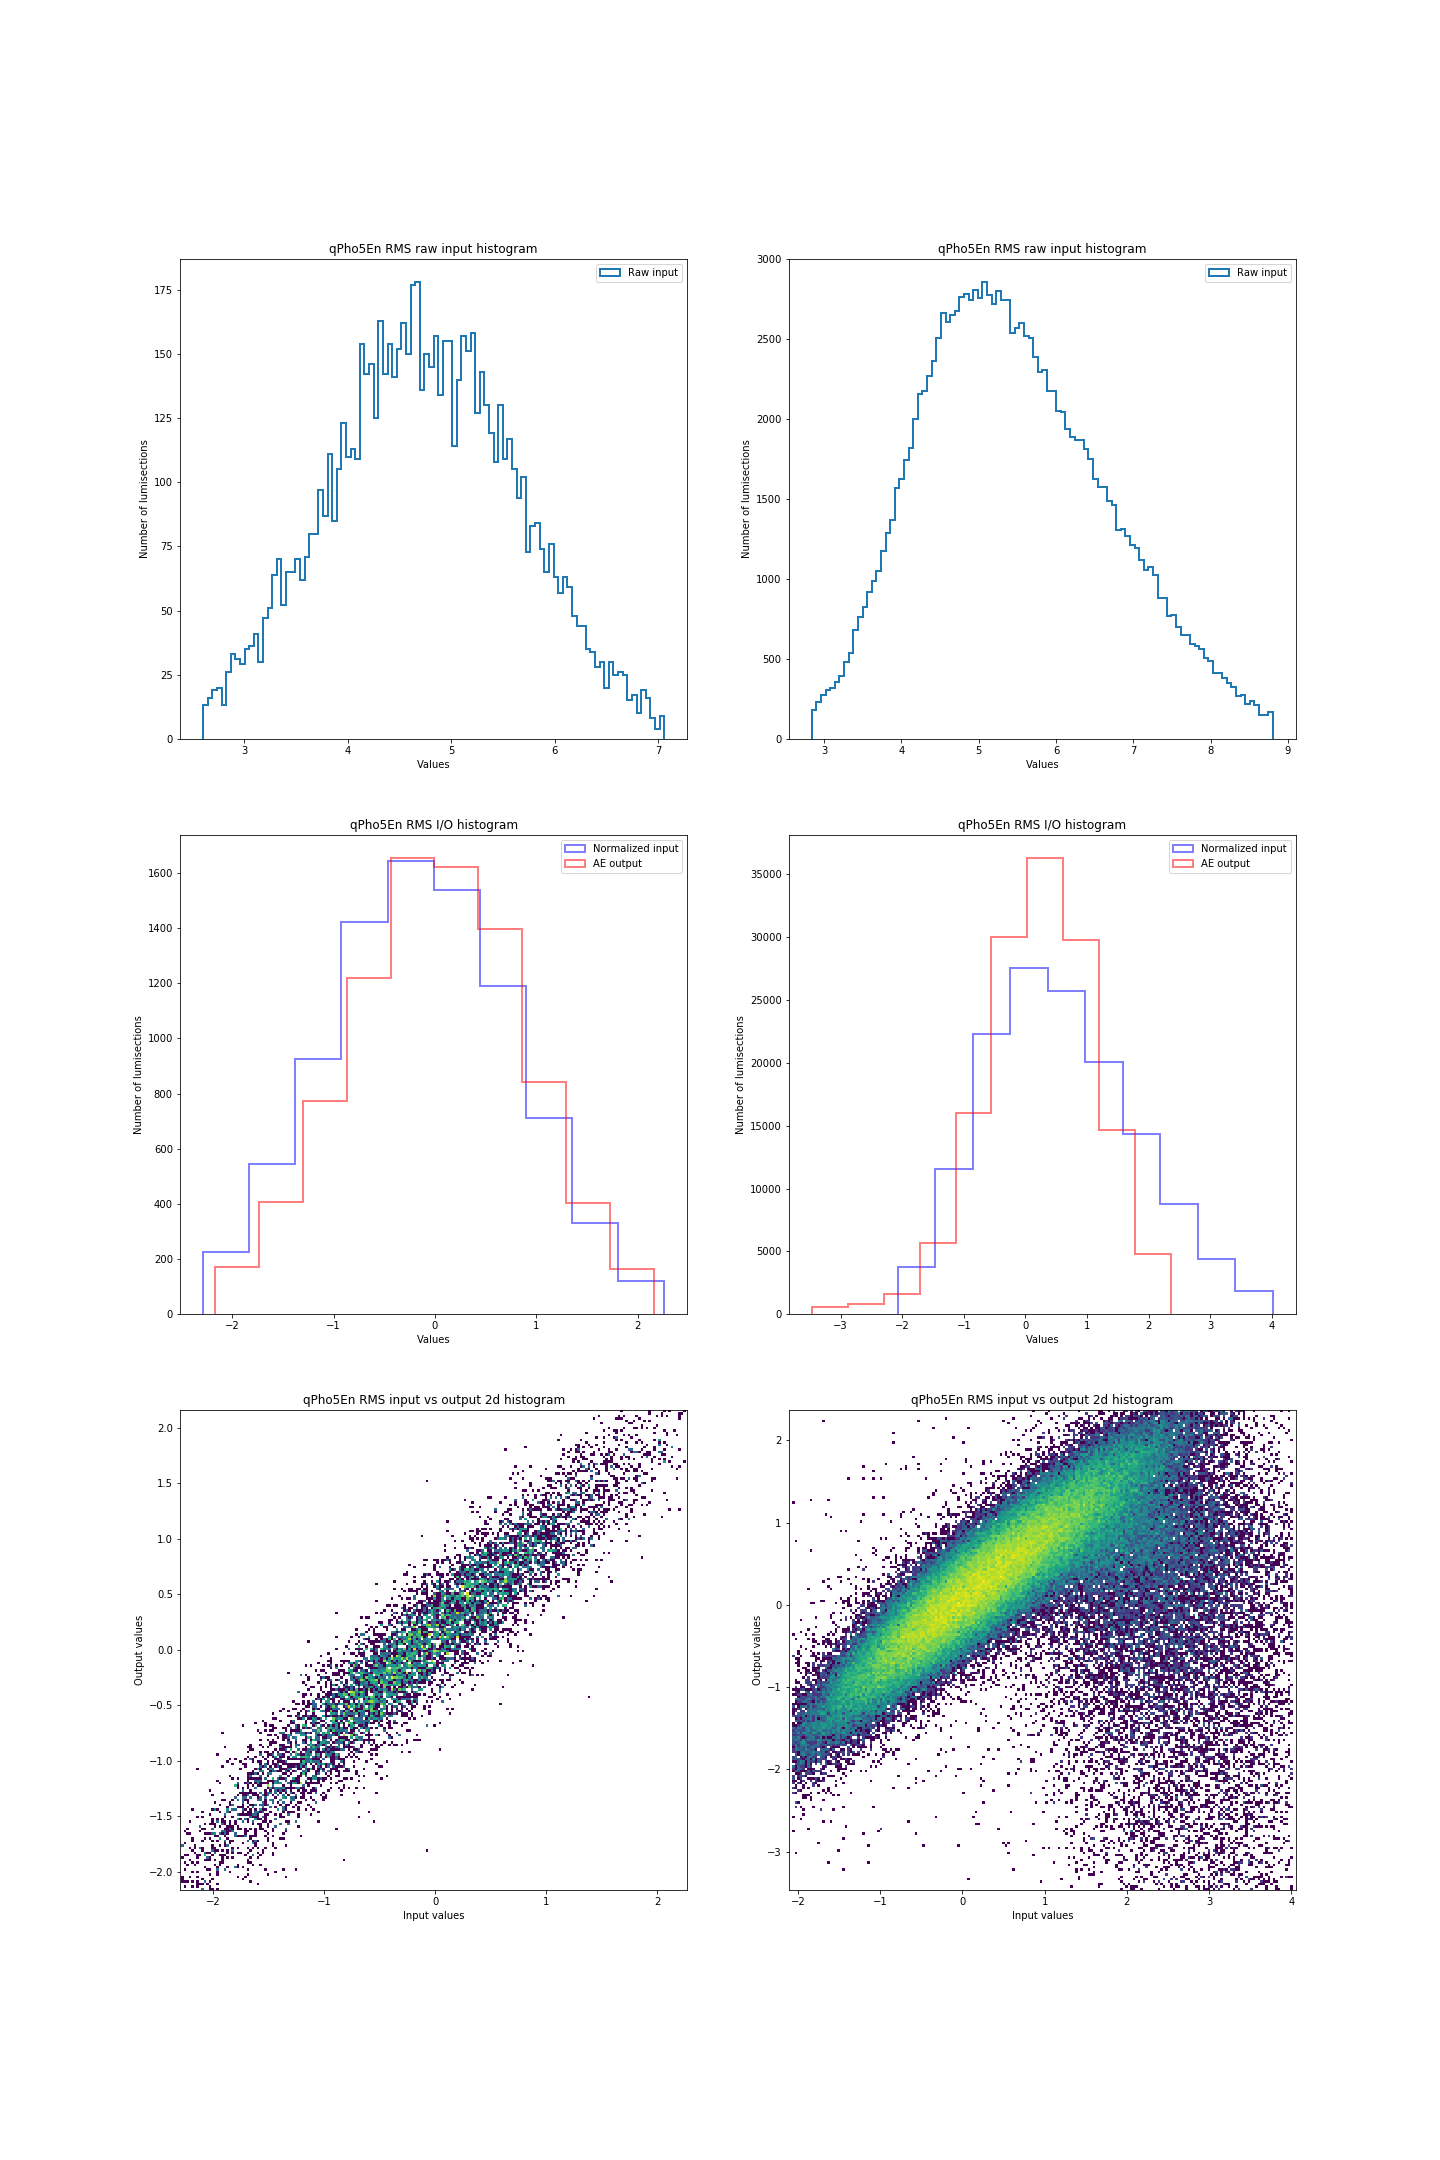 qPho5En RMS raw input histogram
Raw input
Number of lumisections
175
150
125
100
75
50
25
0
3 4 5 6 7
Values
qPho5En RMS raw input histogram
Raw input
Number of lumisections
3000
2500
2000
1500
1000
500
0
3 4 5 6 7 8 9
Values
qPho5En RMS I/O histogram
Normalized input
AE output
Number of lumisections
1600
1400
1200
1000
800
600
400
200
0
−2 −1 0 1 2
Values
qPho5En RMS I/O histogram
Normalized input
AE output
Number of lumisections
35000
30000
25000
20000
15000
10000
5000
0
−3 −2 −1 0 1 2 3 4
Values
qPho5En RMS input vs output 2d histogram
Output values
2.0
1.5
1.0
0.5
0.0
−0.5
−1.0
−1.5
−2.0
−2 −1 0 1 2
Input values
qPho5En RMS input vs output 2d histogram
Output values
2
1
0
−1
−2
−3
−2 −1 0 1 2 3 4
Input values